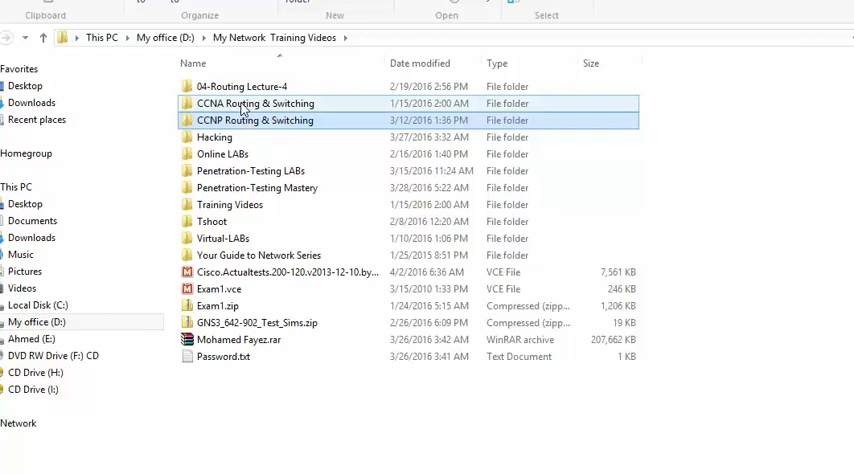 folder
Clipboard Organize New Open Select
This PC My office (D:) My Network Training Videos
Name Date modified Type Size
Favorites
Desktop
Downloads
Recent places
Homegroup
This PC
Desktop
Documents
Downloads
Music
Pictures
Videos
Local Disk (C:)
My office (D:)
Ahmed (E:)
DVD RW Drive (F:) CD
CD Drive (H:)
CD Drive (I:)
Network
04-Routing Lecture-4 2/19/2016 2:56 PM File folder
CCNA Routing & Switching 1/15/2016 2:00 AM File folder
CCNP Routing & Switching 3/12/2016 1:36 PM File folder
Hacking 3/27/2016 3:32 AM File folder
Online LABs 2/16/2016 1:40 PM File folder
Penetration-Testing LABs 3/15/2016 11:24 AM File folder
Penetration-Testing Mastery 3/28/2016 5:22 AM File folder
Training Videos 1/15/2016 2:00 AM File folder
Tshoot 2/8/2016 12:20 AM File folder
Virtual-LABs 1/10/2016 1:06 PM File folder
Your Guide to Network Series 1/25/2015 8:51 PM File folder
Cisco.Actualtests.200-120.v2013-12-10.by... 4/2/2016 6:36 AM VCE File 7,561 KB
Exam1.vce 3/15/2010 1:33 PM VCE File 246 KB
Exam1.zip 1/24/2016 5:15 AM Compressed (zipp... 1,206 KB
GNS3_642-902_Test_Sims.zip 2/26/2016 6:09 PM Compressed (zipp... 19 KB
Mohamed Fayez.rar 3/26/2016 3:42 AM WinRAR archive 207,662 KB
Password.txt 3/26/2016 3:41 AM Text Document 1 KB